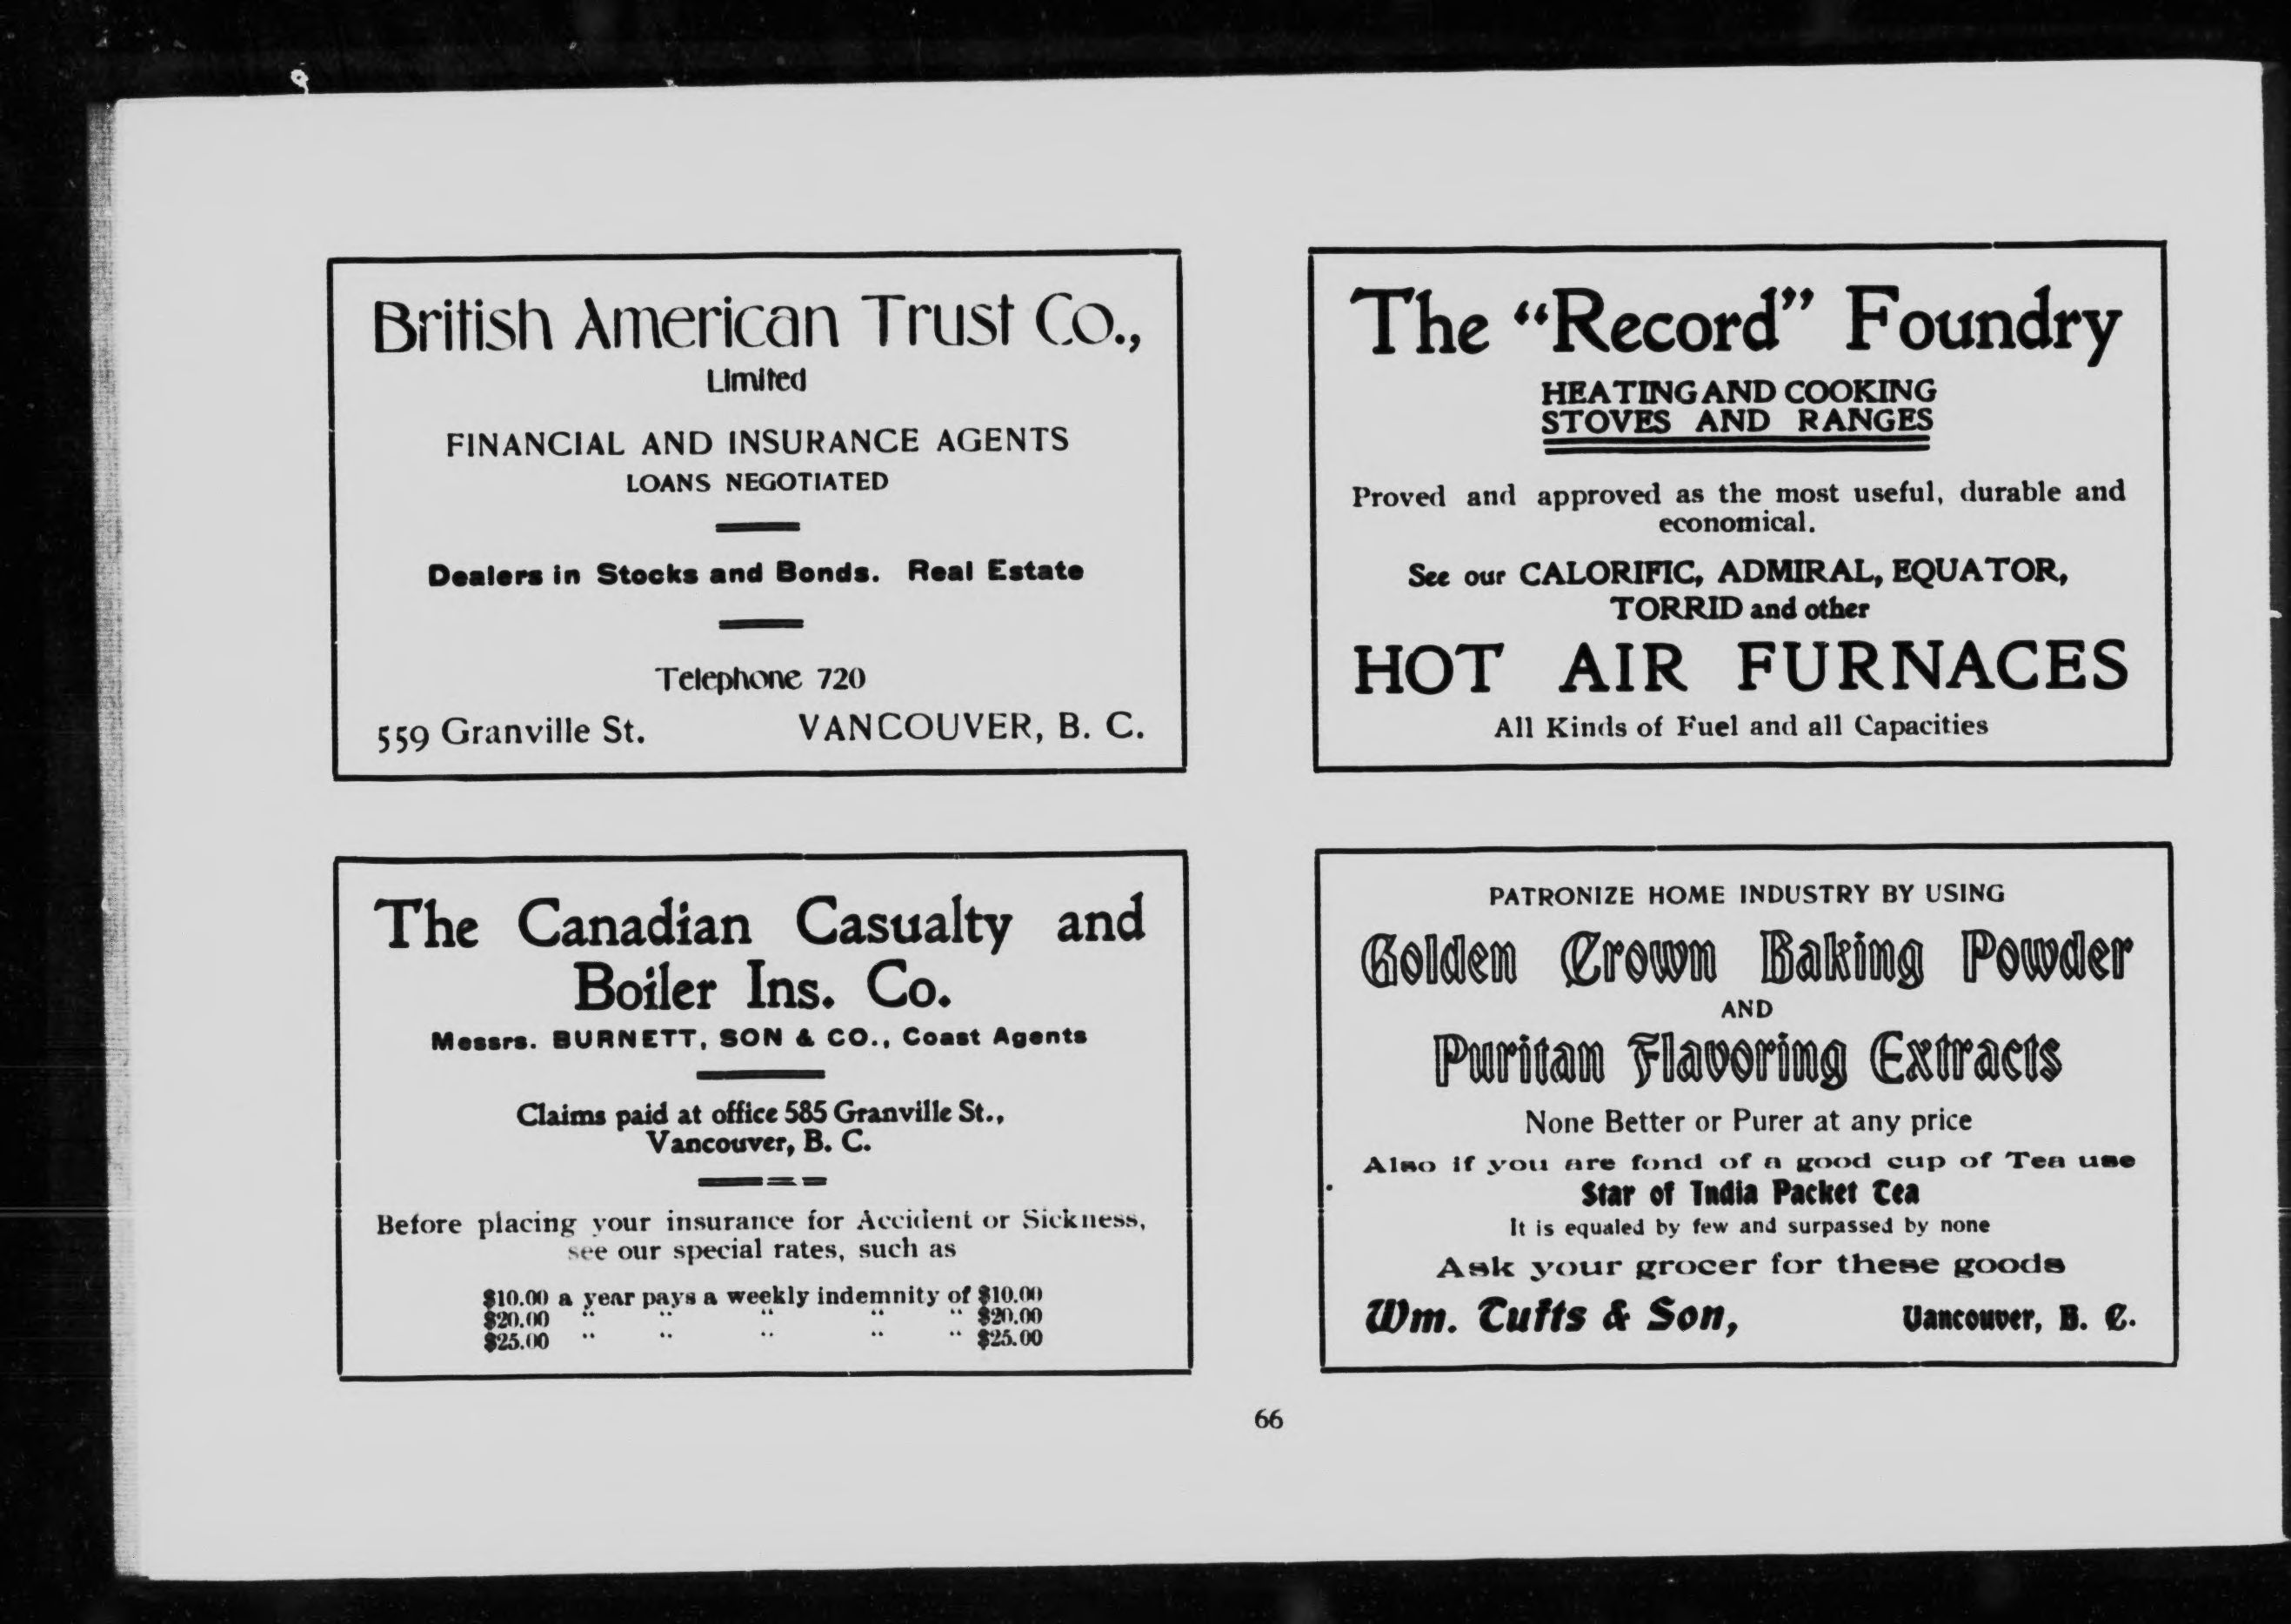 British American Trust Co.,
Limited
FINANCIAL AND INSURANCE AGENTS
LOANS NEGOTIATED
Dealers in Stocks and Bonds. Real Estate
Telephone 720
559 Granville St. VANCOUVER, B. C.
The "Record" Foundry
HEATING AND COOKING
STOVES AND RANGES
Proved and approved as the most useful, durable and
economical.
See our CALORIFIC, ADMIRAL, EQUATOR,
TORRID and other
HOT AIR FURNACES
All Kinds of Fuel and all Capacities
The Canadian Casualty and
Boiler Ins. Co.
Messrs. BURNETT, SON & CO., Coast Agents
Claims paid at office 585 Granville St.,
Vancouver, B. C.
Before placing your insurance for Accident or Sickness,
see our special rates, such as
$10.00 a year pays a weekly indemnity of $10.00
$20.00 " " " " " $20.00
$25.00 " " " " " $25.00
PATRONIZE HOME INDUSTRY BY USING
Golden Crown Baking Powder
AND
Puritan Flavoring Extracts
None Better or Purer at any price
Also if you are fond of a good cup of Tea use
Star of India Packet Tea
It is equaled by few and surpassed by none
Ask your grocer for these goods
Wm. Tufts & Son, Vancouver, B. C.
66